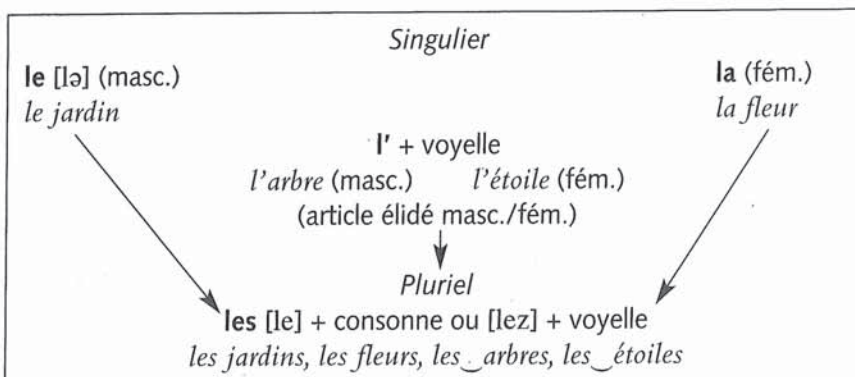 Singulier
le [lə] (masc.) la (fém.)
le jardin la fleur
l' + voyelle
l'arbre (masc.) l'étoile (fém.)
(article élidé masc./fém.)
Pluriel
les [le] + consonne ou [lez] + voyelle
les jardins, les fleurs, les‿arbres, les‿étoiles